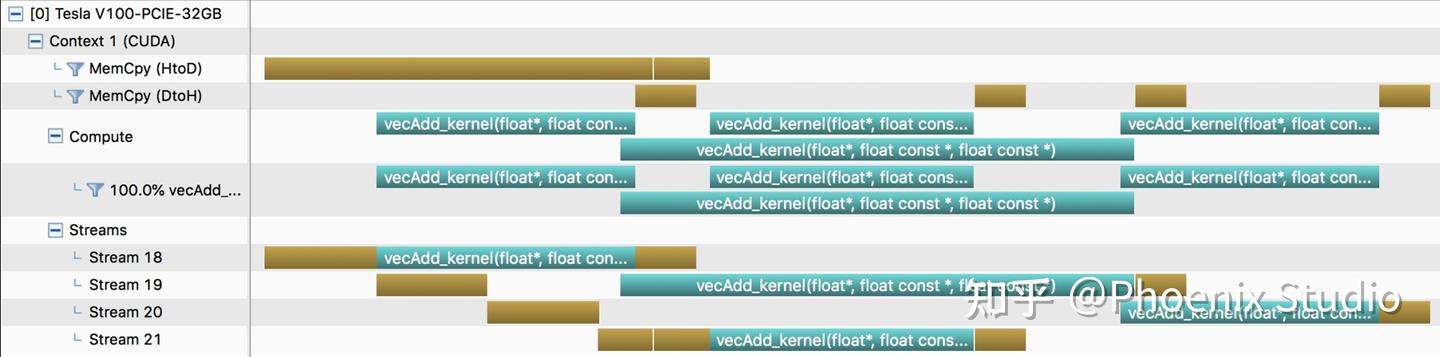 [0] Tesla V100-PCIE-32GB
Context 1 (CUDA)
MemCpy (HtoD)
MemCpy (DtoH)
vecAdd_kernel(float*, float con... vecAdd_kernel(float*, float cons... vecAdd_kernel(float*, float con...
Compute
vecAdd_kernel(float*, float const *, float const *)
vecAdd_kernel(float*, float con... vecAdd_kernel(float*, float cons... vecAdd_kernel(float*, float con...
100.0% vecAdd_...
vecAdd_kernel(float*, float const *, float const *)
Streams
Stream 18 vecAdd_kernel(float*, float con...
Stream 19 vecAdd_kernel(float*, float const *, float const *)
知乎 @Phoenix Studio
Stream 20 vecAdd_kernel(float*, float con...
Stream 21 vecAdd_kernel(float*, float cons...